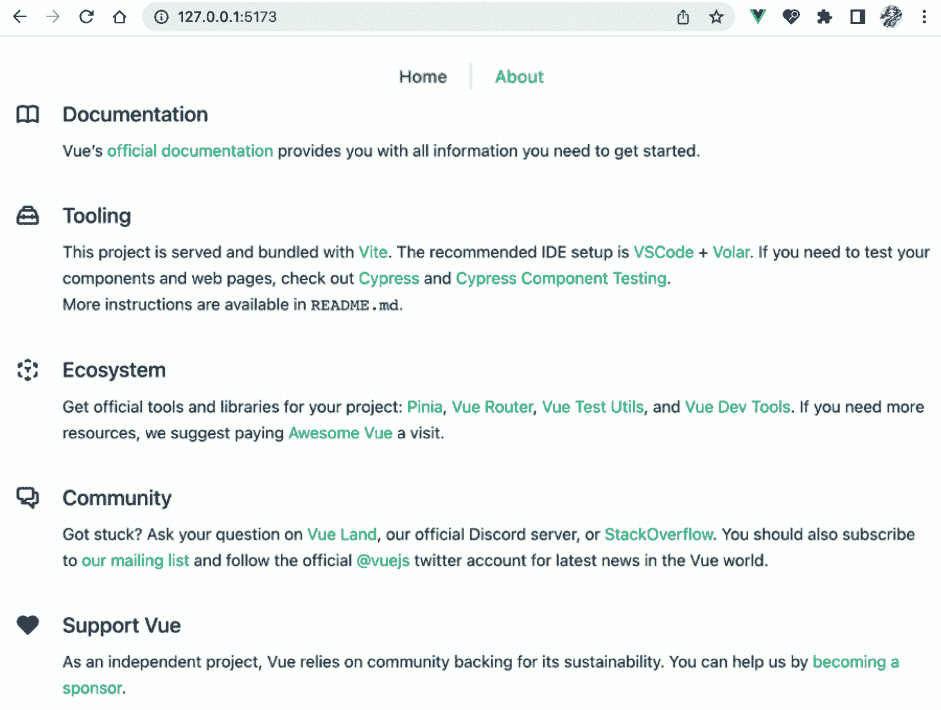 127.0.0.1:5173
Home About
Documentation
Vue’s official documentation provides you with all information you need to get started.
Tooling
This project is served and bundled with Vite. The recommended IDE setup is VSCode + Volar. If you need to test your
components and web pages, check out Cypress and Cypress Component Testing.
More instructions are available in README.md.
Ecosystem
Get official tools and libraries for your project: Pinia, Vue Router, Vue Test Utils, and Vue Dev Tools. If you need more
resources, we suggest paying Awesome Vue a visit.
Community
Got stuck? Ask your question on Vue Land, our official Discord server, or StackOverflow. You should also subscribe
to our mailing list and follow the official @vuejs twitter account for latest news in the Vue world.
Support Vue
As an independent project, Vue relies on community backing for its sustainability. You can help us by becoming a
sponsor.